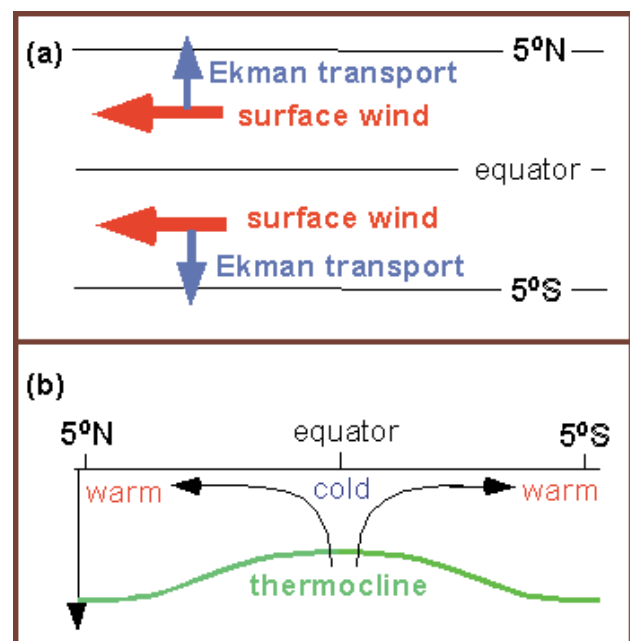 (a)
5ºN
Ekman transport
surface wind
equator
surface wind
Ekman transport
5ºS
(b)
5ºN equator 5ºS
warm cold warm
thermocline